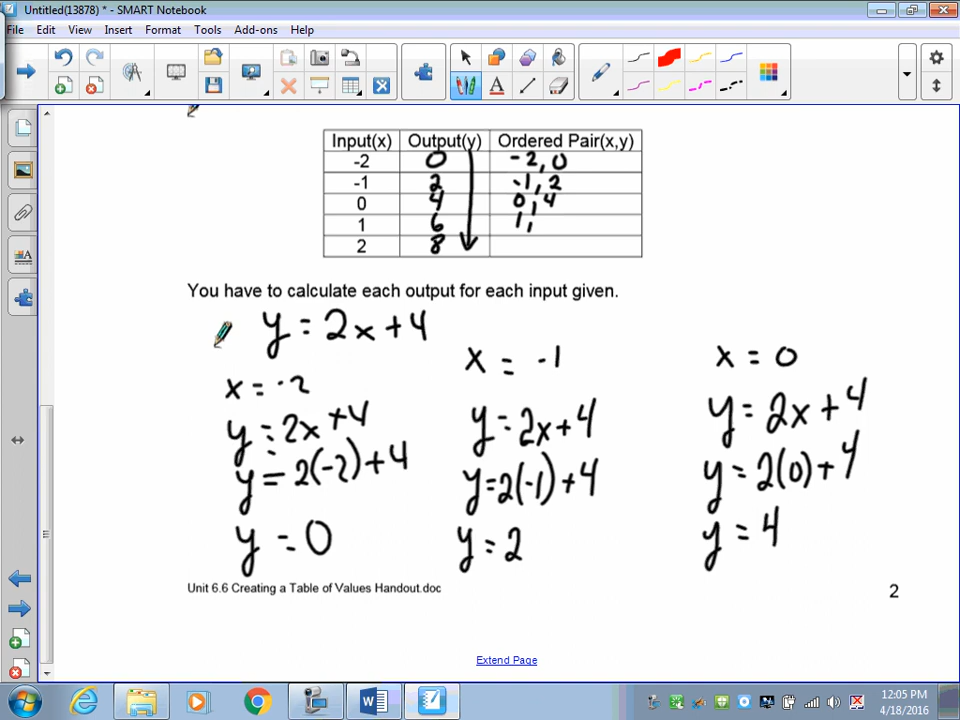 Untitled(13878) * - SMART Notebook
File Edit View Insert Format Tools Add-ons Help
Input(x) Output(y) Ordered Pair(x,y)
-2 0 -2, 0
-1 2 -1, 2
0 4 0, 4
1 6 1,
2 8
You have to calculate each output for each input given.
y = 2x + 4
x = -2
y = 2x + 4
y = 2(-2) + 4
y = 0
x = -1
y = 2x + 4
y = 2(-1) + 4
y = 2
x = 0
y = 2x + 4
y = 2(0) + 4
y = 4
Unit 6.6 Creating a Table of Values Handout.doc
2
Extend Page
12:05 PM
4/18/2016